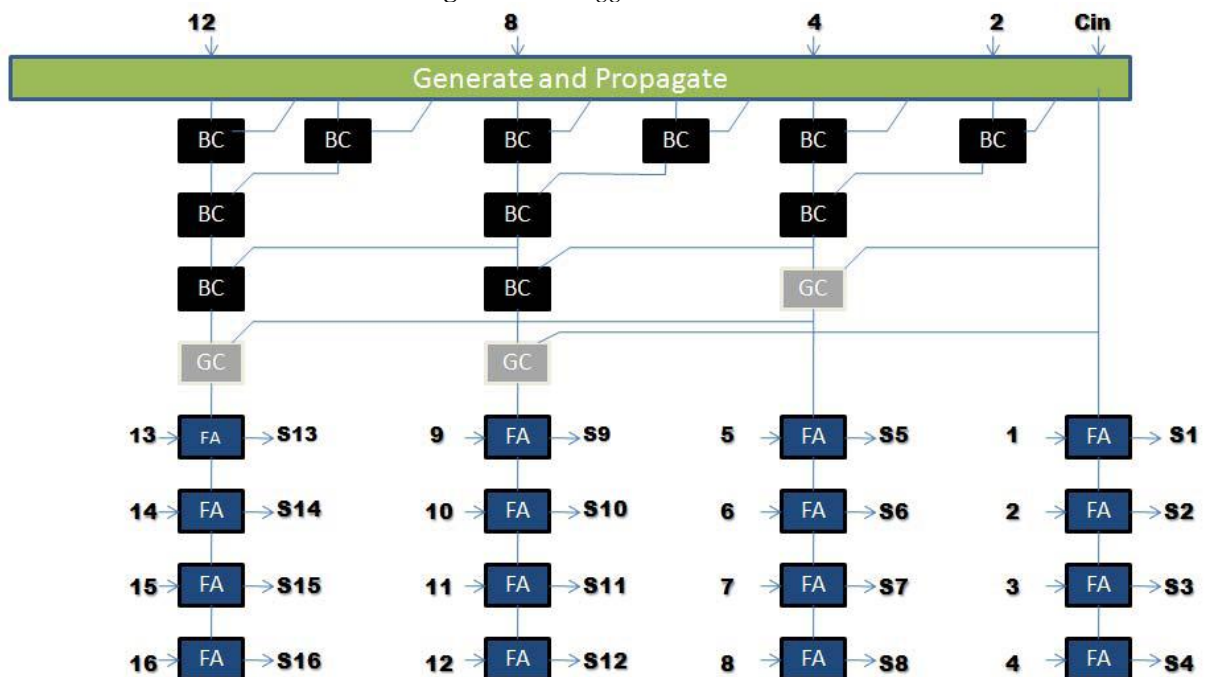 12 8 4 2 Cin
Generate and Propagate
BC BC BC BC BC BC
BC BC BC
BC BC GC
GC GC
13 FA S13 9 FA S9 5 FA S5 1 FA S1
14 FA S14 10 FA S10 6 FA S6 2 FA S2
15 FA S15 11 FA S11 7 FA S7 3 FA S3
16 FA S16 12 FA S12 8 FA S8 4 FA S4